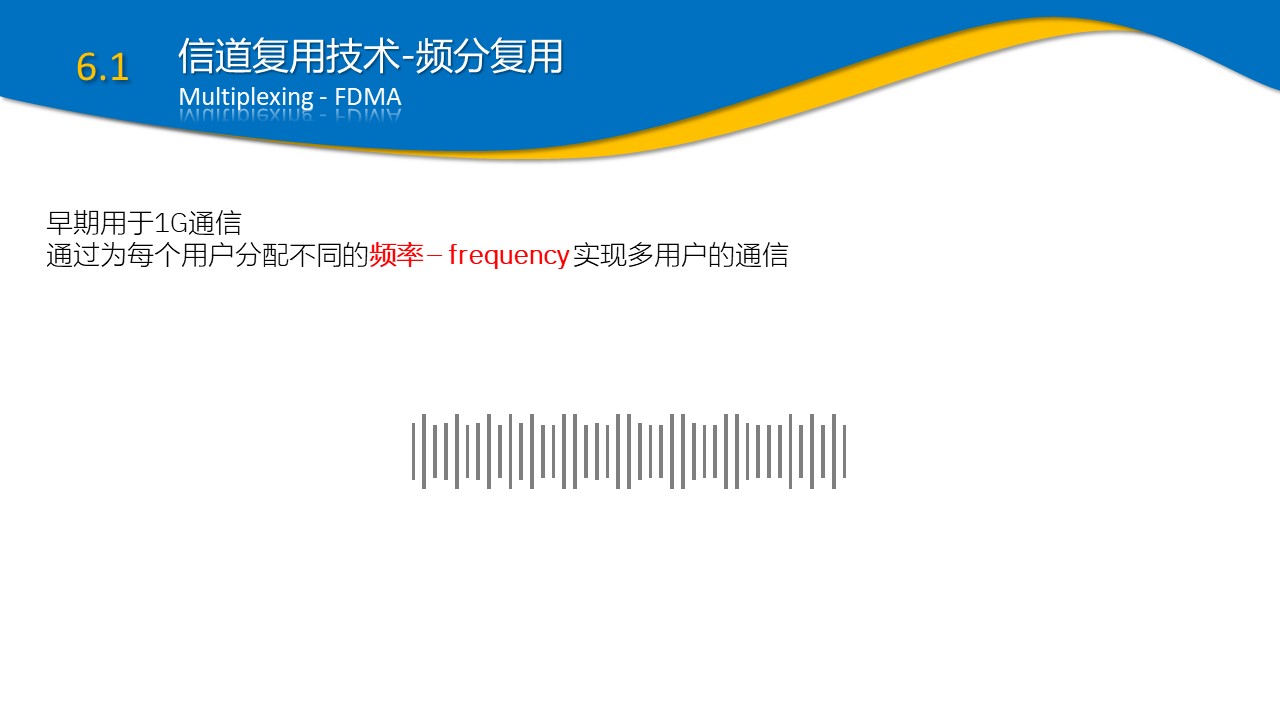 6.1
信道复用技术-频分复用
Multiplexing - FDMA
早期用于1G通信
通过为每个用户分配不同的频率– frequency实现多用户的通信